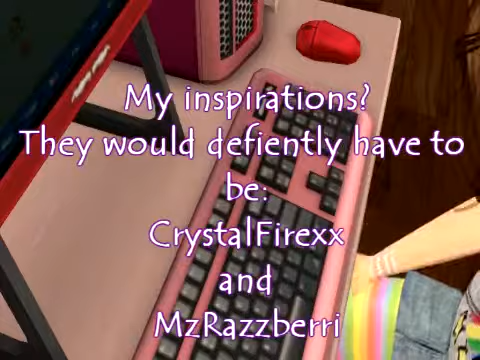 My inspirations?
They would defiently have to
be:
CrystalFirexx
and
MzRazzberri